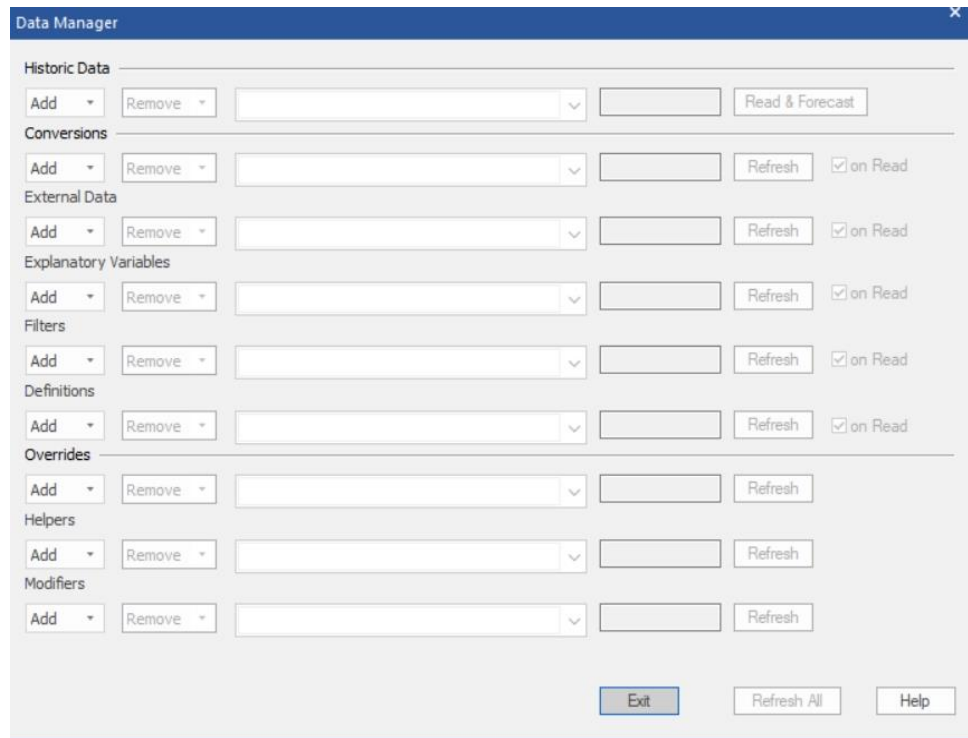 Data Manager
Historic Data
Add Remove Read & Forecast
Conversions
Add Remove Refresh on Read
External Data
Add Remove Refresh on Read
Explanatory Variables
Add Remove Refresh on Read
Filters
Add Remove Refresh on Read
Definitions
Add Remove Refresh on Read
Overrides
Add Remove Refresh
Helpers
Add Remove Refresh
Modifiers
Add Remove Refresh
Exit Refresh All Help